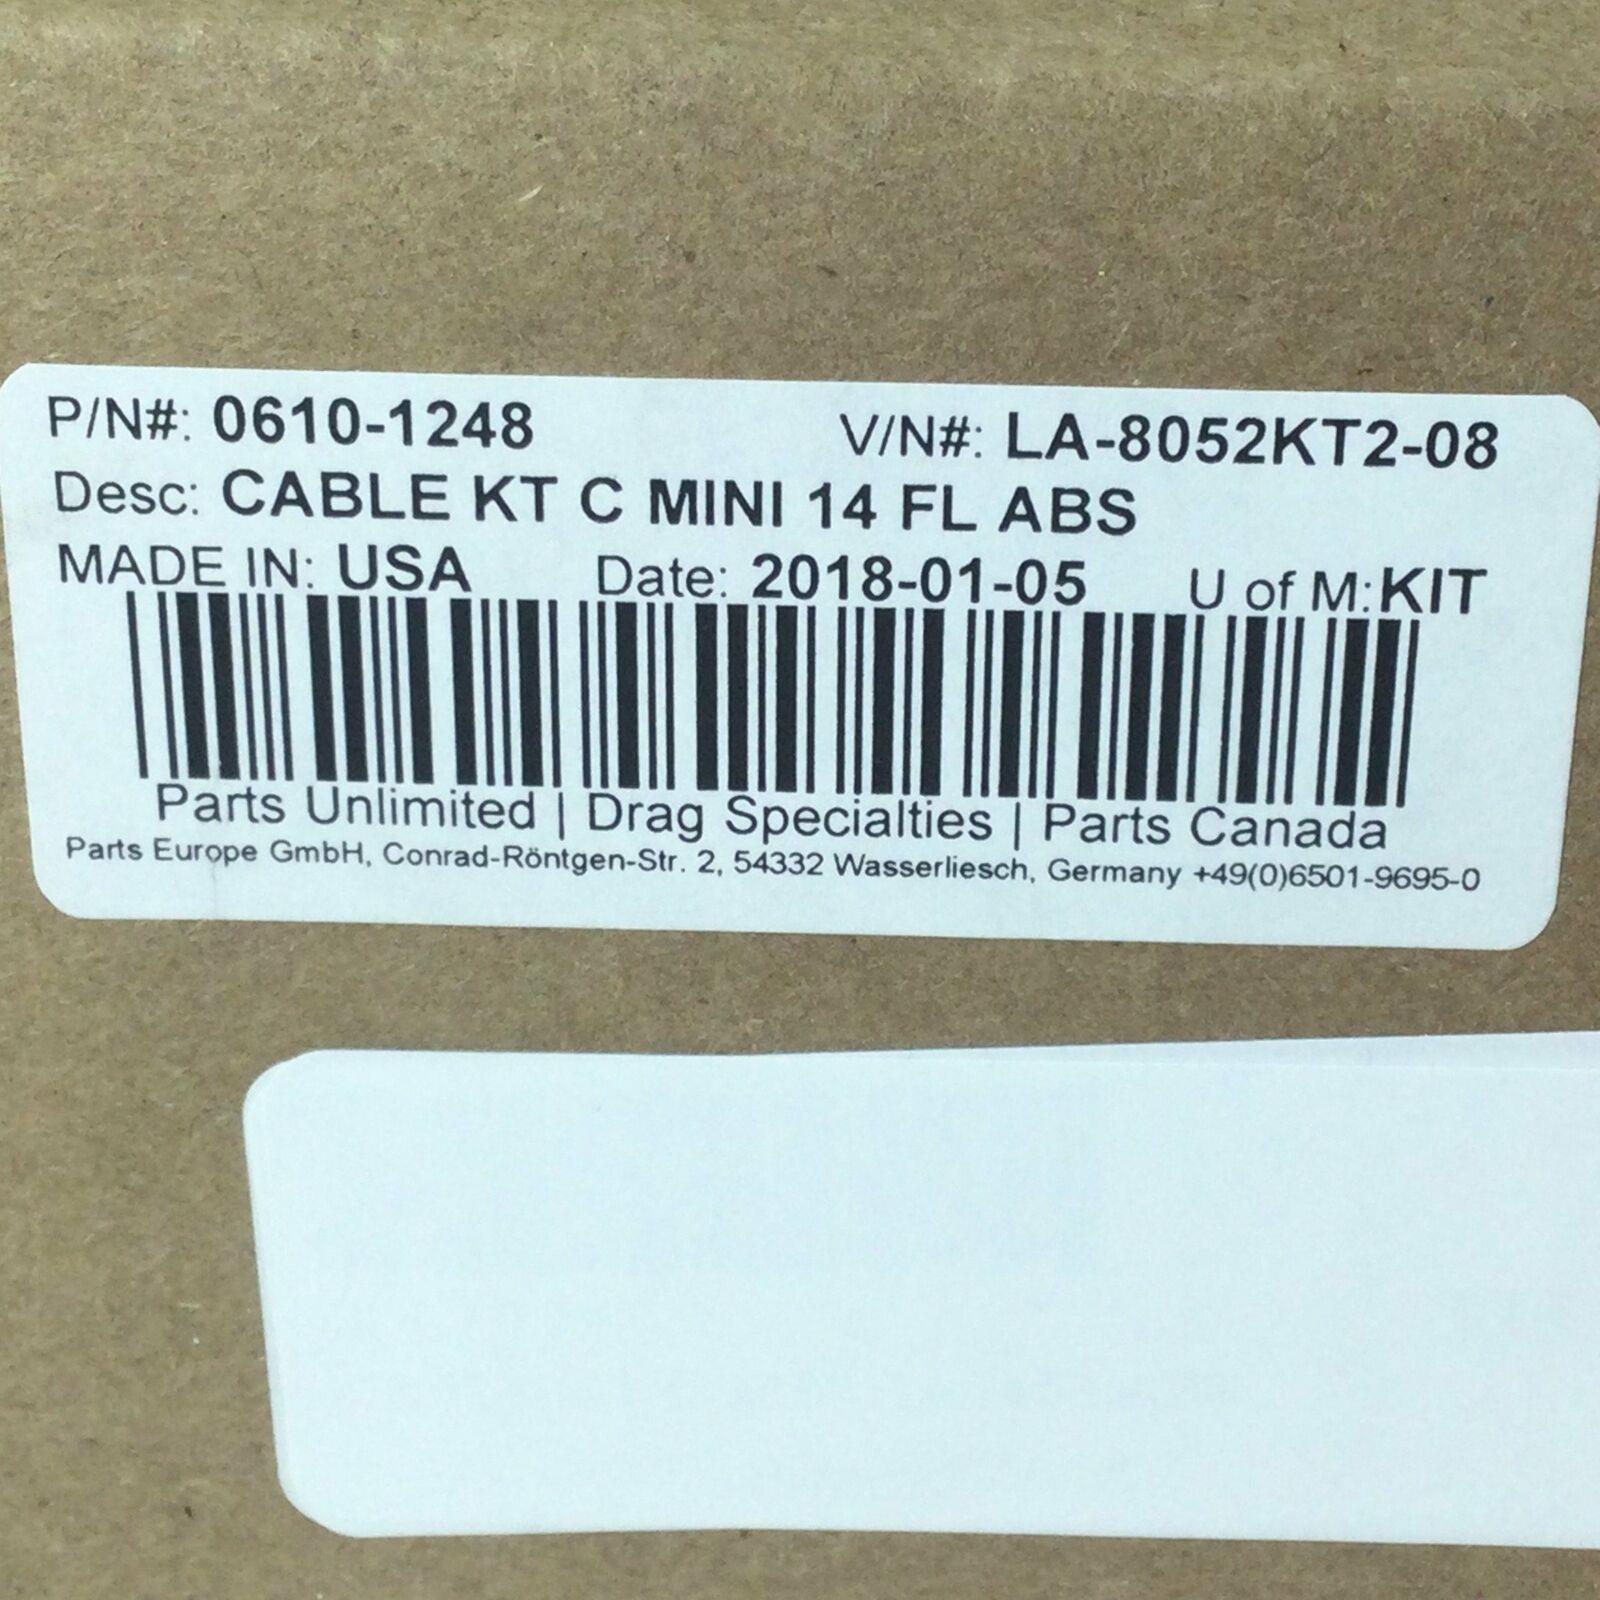 P/N#: 0610-1248 V/N#: LA-8052KT2-08
Desc: CABLE KT C MINI 14 FL ABS
MADE IN: USA Date: 2018-01-05 U of M:KIT
Parts Unlimited | Drag Specialties | Parts Canada
Parts Europe GmbH, Conrad-Röntgen-Str. 2, 54332 Wasserliesch, Germany +49(0)6501-9695-0